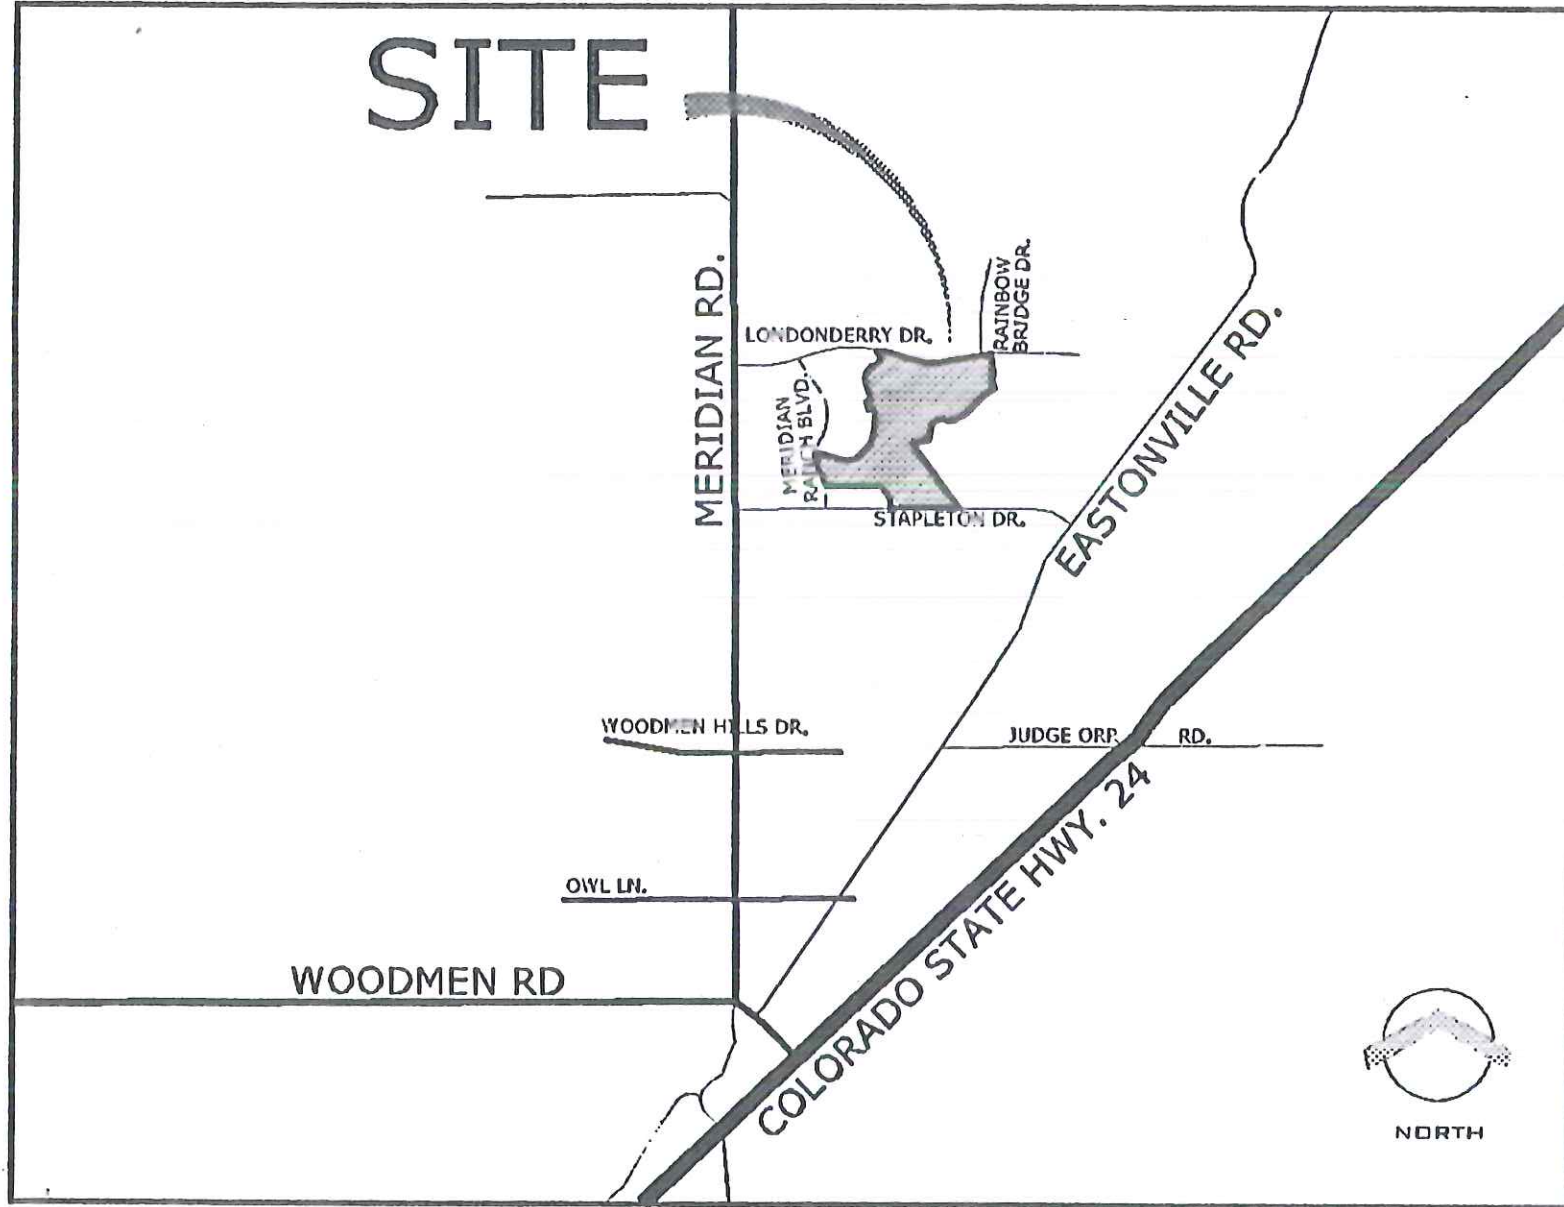 SITE
MERIDIAN RD.
LONDONDERRY DR.
RAINBOW
BRIDGE DR.
MERIDIAN
RANCH BLVD.
STAPLETON DR.
EASTONVILLE RD.
WOODMEN HILLS DR.
JUDGE ORR RD.
COLORADO STATE HWY. 24
OWL LN.
WOODMEN RD
NORTH